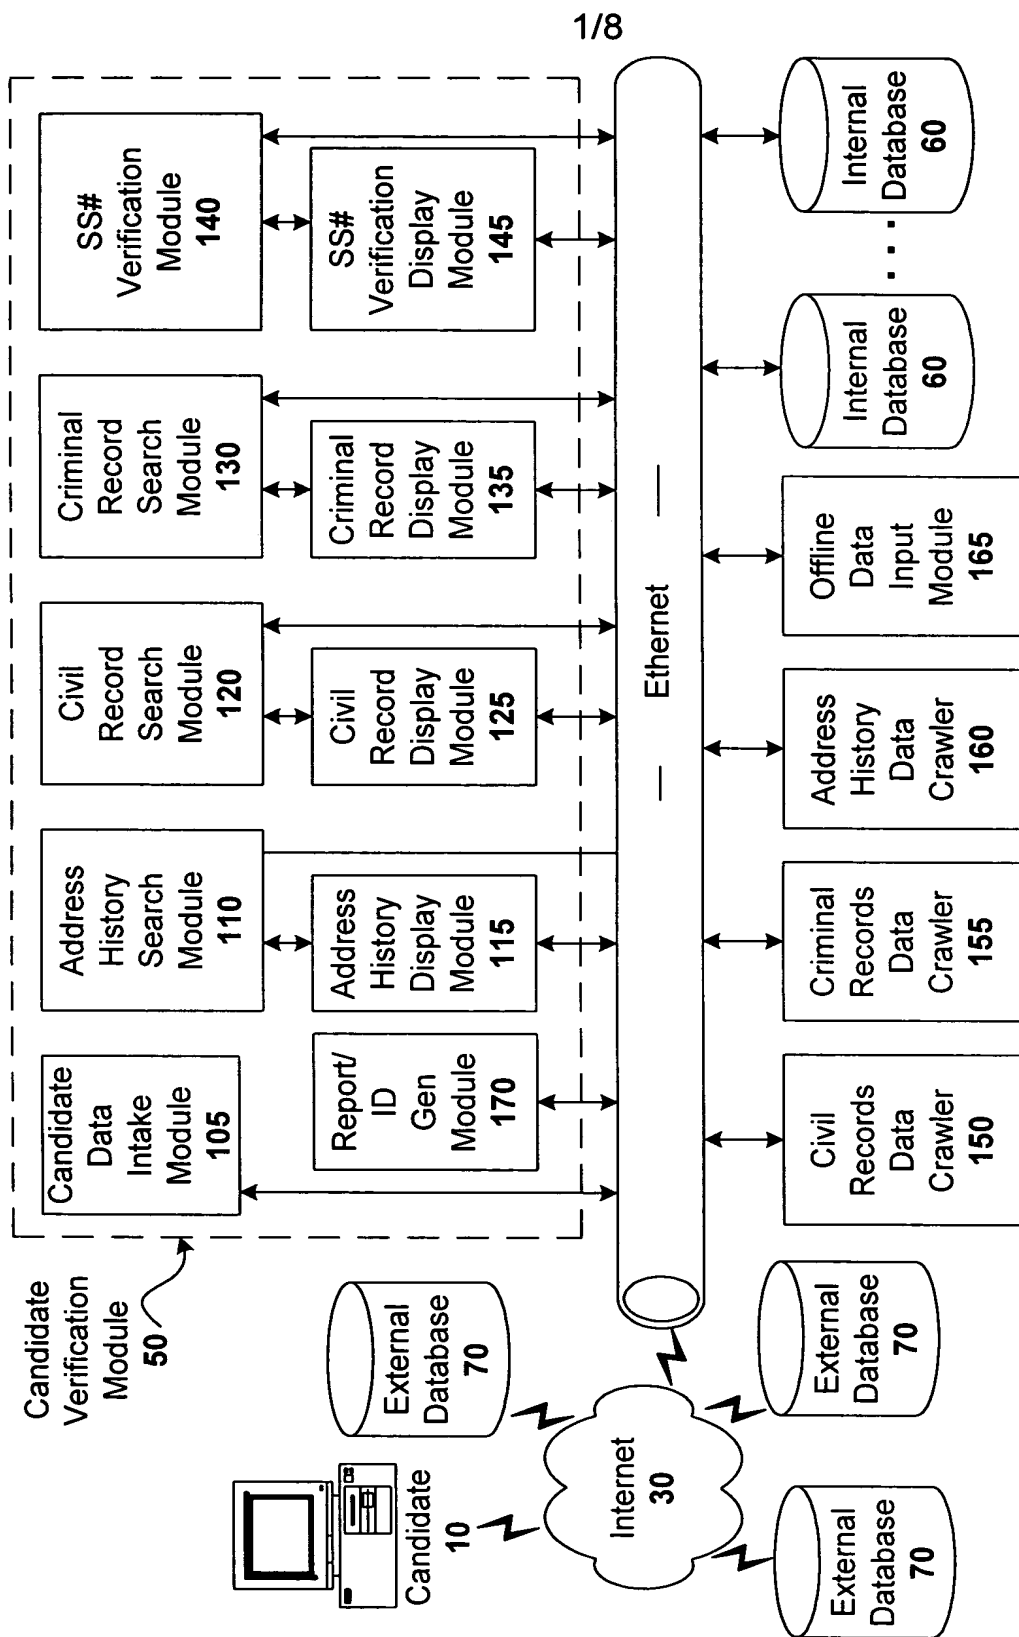 1/8
Candidate
Verification
Module
50
Candidate
Data
Intake
Module
105
Address
History
Search
Module
110
Civil
Record
Search
Module
120
Criminal
Record
Search
Module
130
SS#
Verification
Module
140
Report/
ID
Gen
Module
170
Address
History
Display
Module
115
Civil
Record
Display
Module
125
Criminal
Record
Display
Module
135
SS#
Verification
Display
Module
145
Candidate
10
External
Database
70
Internet
30
Ethernet
External
Database
70
External
Database
70
Civil
Records
Data
Crawler
150
Criminal
Records
Data
Crawler
155
Address
History
Data
Crawler
160
Offline
Data
Input
Module
165
Internal
Database
60
. . . .
Internal
Database
60